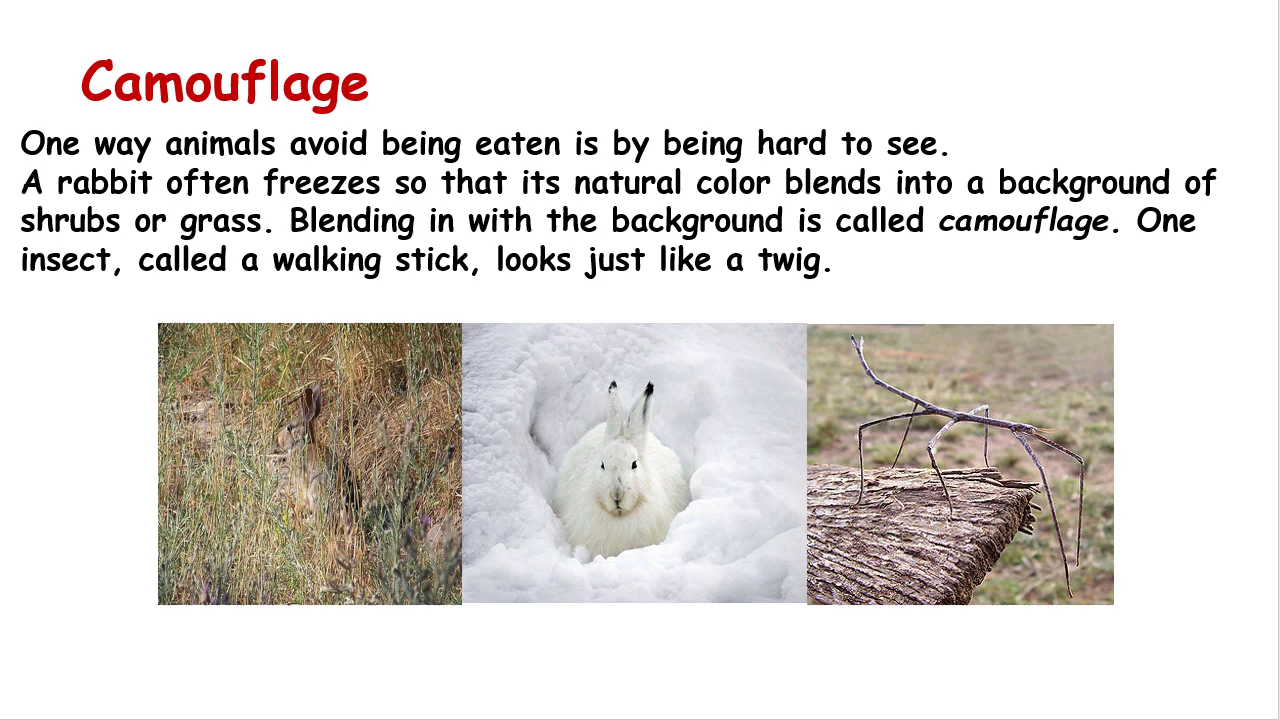 Camouflage
One way animals avoid being eaten is by being hard to see.
A rabbit often freezes so that its natural color blends into a background of
shrubs or grass. Blending in with the background is called camouflage. One
insect, called a walking stick, looks just like a twig.